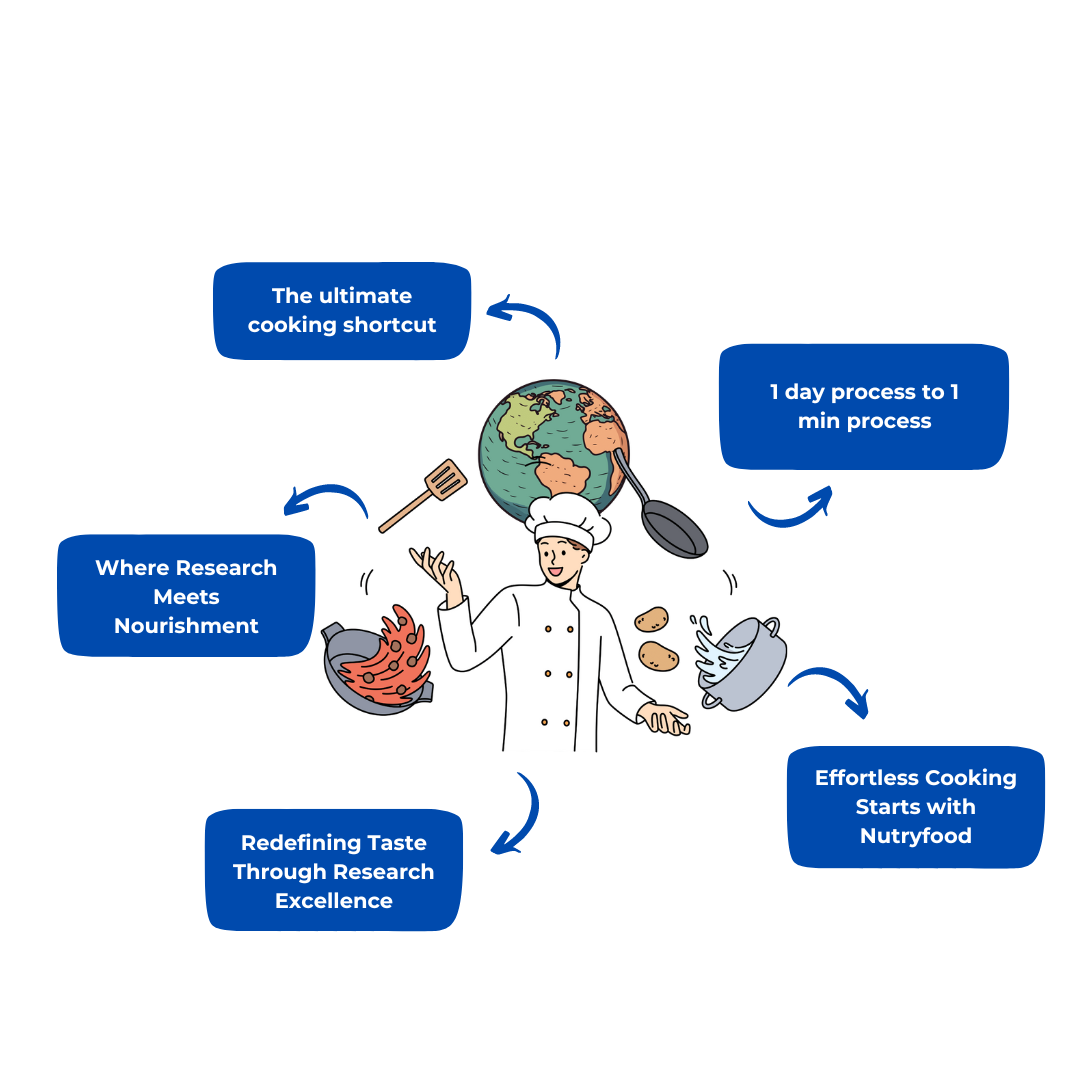 The ultimate
cooking shortcut
1 day process to 1
min process
Where Research
Meets
Nourishment
Effortless Cooking
Starts with
Nutryfood
Redefining Taste
Through Research
Excellence